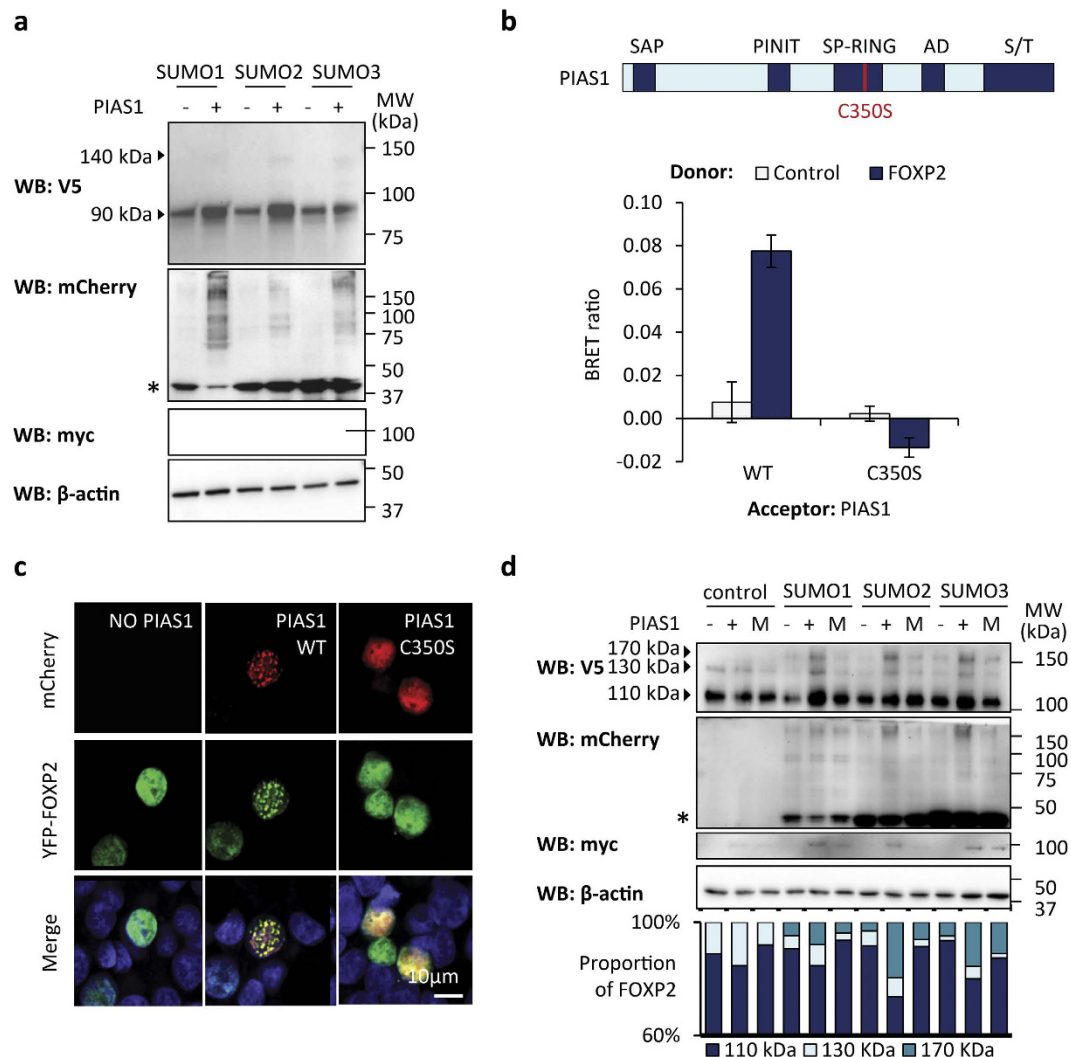 a
SUMO1 SUMO2 SUMO3
PIAS1 - + - + - + MW
(kDa)
140 kDa
WB: V5
90 kDa
150
100
75
WB: mCherry
150
100
75
50
37
*
WB: myc
100
WB: β-actin
50
37
b
SAP PINIT SP-RING AD S/T
PIAS1
C350S
Donor: Control FOXP2
BRET ratio
0.10
0.08
0.06
0.04
0.02
0.00
-0.02
WT C350S
Acceptor: PIAS1
c
NO PIAS1
PIAS1
WT
PIAS1
C350S
mCherry
YFP-FOXP2
Merge
10μm
d
control SUMO1 SUMO2 SUMO3
PIAS1 - + M - + M - + M - + M
MW
(kDa)
170 kDa
WB: V5 130 kDa
110 kDa
150
100
WB: mCherry
150
100
75
50
*
WB: myc
100
WB: β-actin
50
37
100%
Proportion
of FOXP2
60%
110 kDa 130 KDa 170 KDa